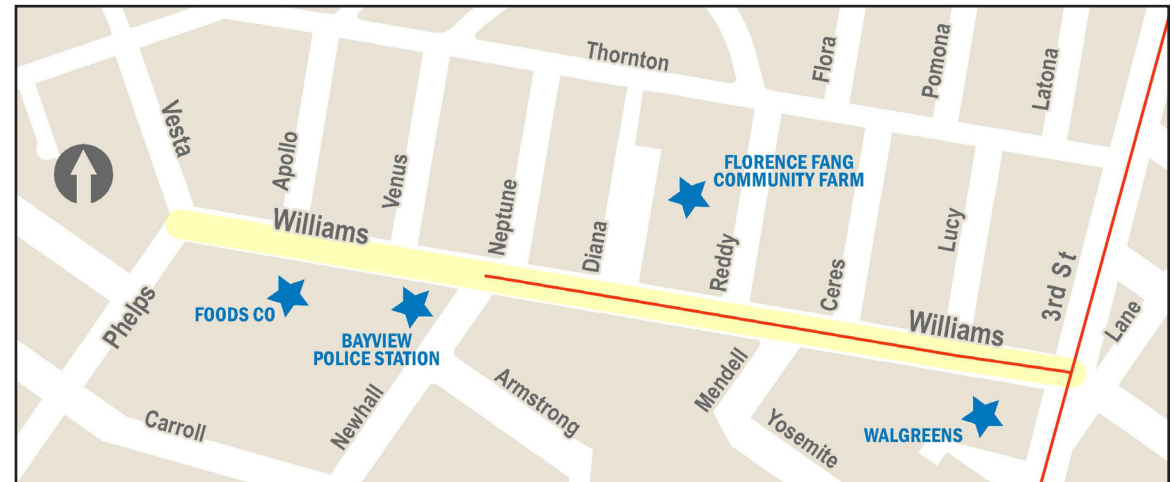 Thornton
Flora
Pomona
Latona
Vesta
Apollo
Venus
Neptune
Diana
FLORENCE FANG
COMMUNITY FARM
Reddy
Ceres
Lucy
3rd St
Williams
Williams
Lane
Phelps
FOODS CO
BAYVIEW
POLICE STATION
Newhall
Armstrong
Mendell
Yosemite
WALGREENS
Carroll